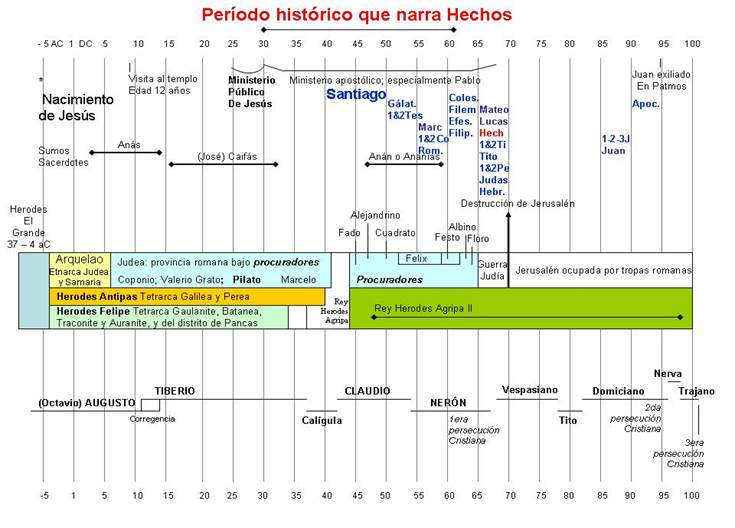 Período histórico que narra Hechos
- 5 AC 1 DC 5 10 15 20 25 30 35 40 45 50 55 60 65 70 75 80 85 90 95 100
*
Nacimiento
de Jesús
Visita al templo
Edad 12 años
Ministerio
Público
De Jesús
Ministerio apostólico; especialmente Pablo
Juan exiliado
En Patmos
Santiago
Gálat.
1&2Tes
Marc
1&2Co
Rom.
Colos.
Filem
Efes.
Filip.
Mateo
Lucas
Hech
1&2Ti
Tito
1&2Pe
Judas
Hebr.
1-2-3J
Juan
Apoc.
Sumos
Sacerdotes
Anás
(José) Caifás
Anán o Ananías
Destrucción de Jerusalén
Herodes
El
Grande
37 – 4 aC
Alejandrino
Fado
Cuadrato
Albino
Festo
Floro
Felix
Arquelao
Etnarca Judea
y Samaria
Judea: provincia romana bajo procuradores
Coponio; Valerio Grato; Pilato Marcelo
Procuradores
Guerra
Judía
Jerusalén ocupada por tropas romanas
Herodes Antipas Tetrarca Galilea y Perea
Herodes Felipe Tetrarca Gaulanite, Batanea,
Traconite y Auranite, y del distrito de Pancas
Rey
Herodes
Agripa
Rey Herodes Agripa II
(Octavio) AUGUSTO
Corregencia
TIBERIO
Calígula
CLAUDIO
NERÓN
1era
persecución
Cristiana
Vespasiano
Tito
Domiciano
2da
persecución
Cristiana
Nerva
Trajano
3era
persecución
Cristiana
-5 1 5 10 15 20 25 30 35 40 45 50 55 60 65 70 75 80 85 90 95 100